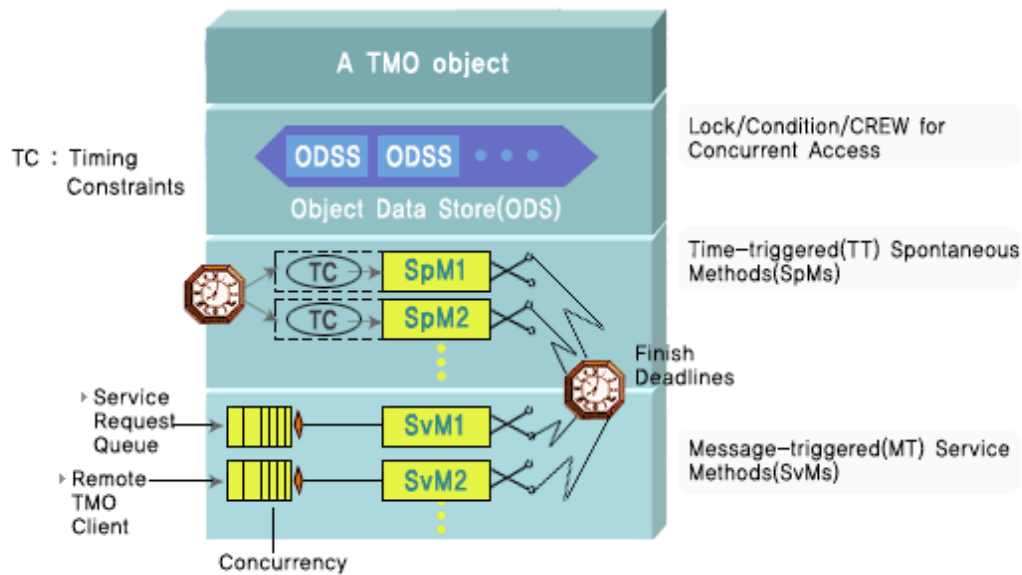 A TMO object
Lock/Condition/CREW for
Concurrent Access
TC : Timing
Constraints
ODSS ODSS
Object Data Store(ODS)
Time-triggered(TT) Spontaneous
Methods(SpMs)
TC SpM1
TC SpM2
Finish
Deadlines
Service
Request
Queue
SvM1
Message-triggered(MT) Service
Methods(SvMs)
Remote
TMO
Client
SvM2
Concurrency